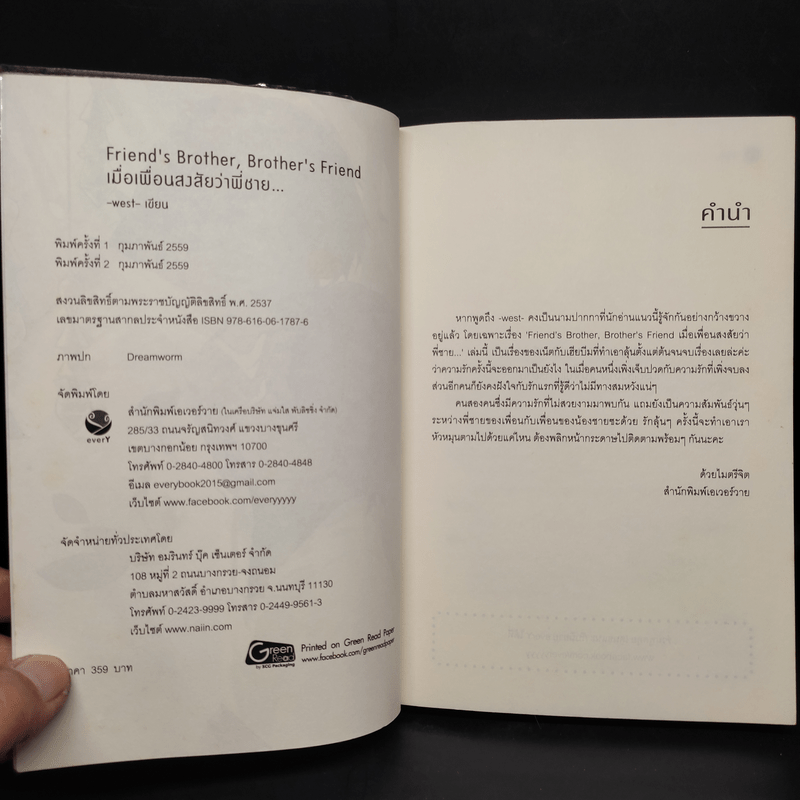 Friend's Brother, Brother's Friend
เมื่อเพื่อนสงสัยว่าพี่ชาย...
-west- เขียน
พิมพ์ครั้งที่ 1 กุมภาพันธ์ 2559
พิมพ์ครั้งที่ 2 กุมภาพันธ์ 2559
สงวนลิขสิทธิ์ตามพระราชบัญญัติลิขสิทธิ์ พ.ศ. 2537
เลขมาตรฐานสากลประจำหนังสือ ISBN 978-616-06-1787-6
ภาพปก Dreamworm
จัดพิมพ์โดย
everY
สำนักพิมพ์เอเวอร์วาย (ในเครือบริษัท แจ่มใส พับลิชชิ่ง จำกัด)
285/33 ถนนจรัญสนิทวงศ์ แขวงบางขุนศรี
เขตบางกอกน้อย กรุงเทพฯ 10700
โทรศัพท์ 0-2840-4800 โทรสาร 0-2840-4848
อีเมล everybook2015@gmail.com
เว็บไซต์ www.facebook.com/everyyyyy
จัดจำหน่ายทั่วประเทศโดย
บริษัท อมรินทร์ บุ๊ค เซ็นเตอร์ จำกัด
108 หมู่ที่ 2 ถนนบางกรวย-จงถนอม
ตำบลมหาสวัสดิ์ อำเภอบางกรวย จ.นนทบุรี 11130
โทรศัพท์ 0-2423-9999 โทรสาร 0-2449-9561-3
เว็บไซต์ www.naiin.com
Green Read
by SCG Packaging
Printed on Green Read Paper
www.facebook.com/greenreadpaper
359 บาท
คำนำ
หากพูดถึง -west- คงเป็นนามปากกาที่นักอ่านแนวนี้รู้จักกันอย่างกว้างขวาง
อยู่แล้ว โดยเฉพาะเรื่อง 'Friend's Brother, Brother's Friend เมื่อเพื่อนสงสัยว่า
พี่ชาย...' เล่มนี้ เป็นเรื่องของเน็ตกับเฮียบีมที่ทำเอาลุ้นตั้งแต่ต้นจนจบเรื่องเลยล่ะค่ะ
ว่าความรักครั้งนี้จะออกมาเป็นยังไง ในเมื่อคนหนึ่งเพิ่งเจ็บปวดกับความรักที่เพิ่งจบลง
ส่วนอีกคนก็ยังคงฝังใจกับรักแรกที่รู้ดีว่าไม่มีทางสมหวังแน่ๆ
คนสองคนซึ่งมีความรักที่ไม่สวยงามมาพบกัน แถมยังเป็นความสัมพันธ์วุ่นๆ
ระหว่างพี่ชายของเพื่อนกับเพื่อนของน้องชายซะด้วย รักลุ้นๆ ครั้งนี้จะทำเอาเรา
หัวหมุนตามไปด้วยแค่ไหน ต้องพลิกหน้ากระดาษไปติดตามพร้อมๆ กันนะคะ
ด้วยไมตรีจิต
สำนักพิมพ์เอเวอร์วาย